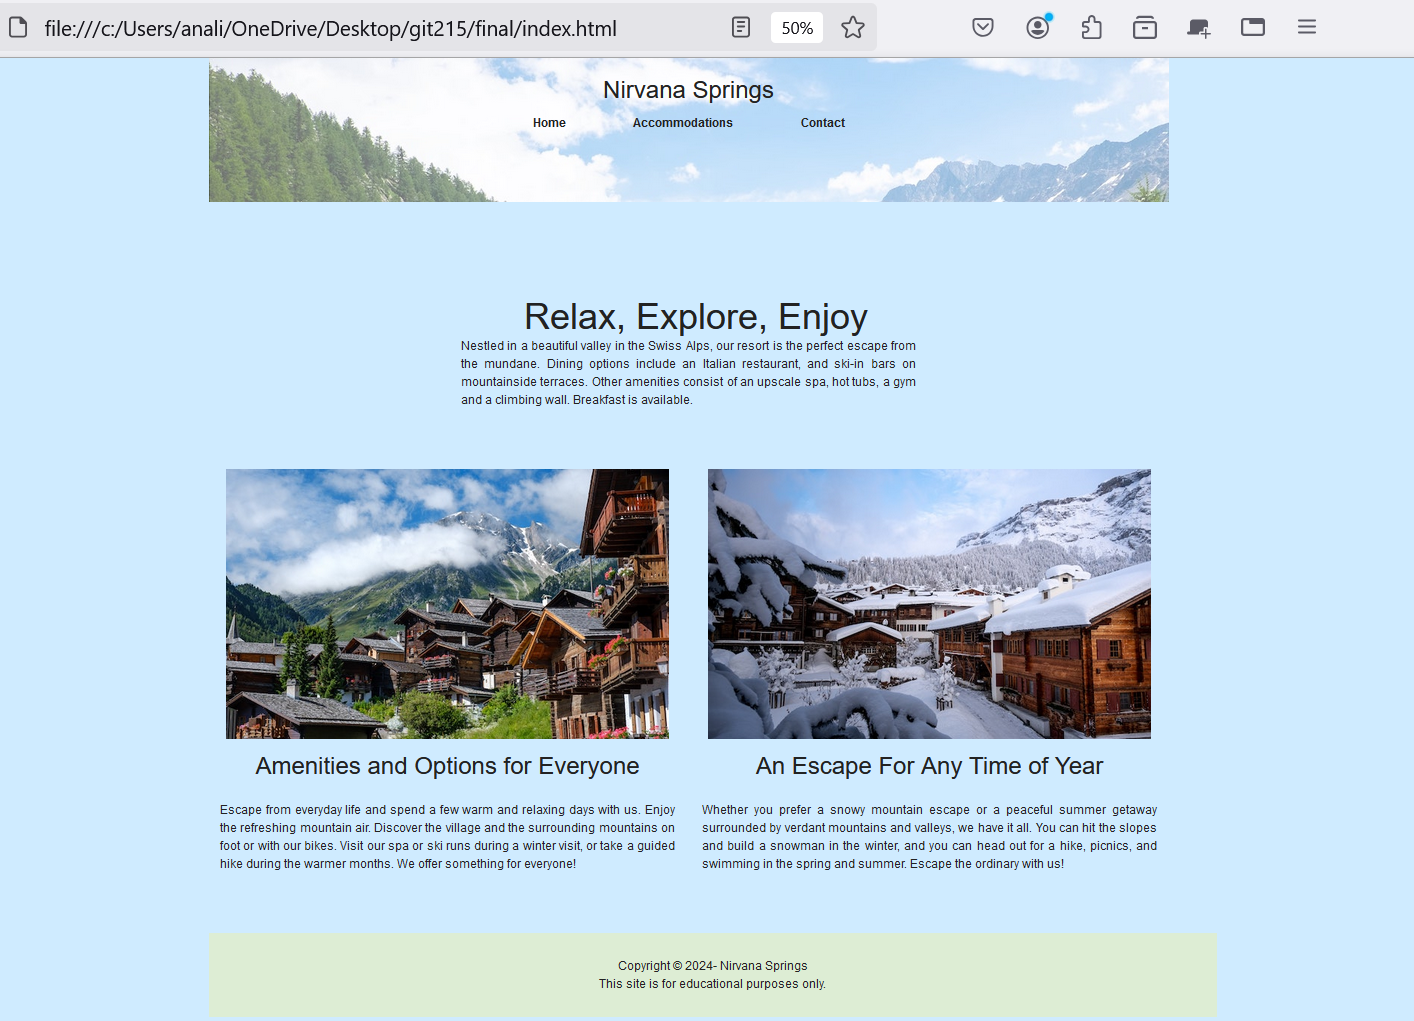 file:///c:/Users/anali/OneDrive/Desktop/git215/final/index.html
50%
Nirvana Springs
Home Accommodations Contact
Relax, Explore, Enjoy
Nestled in a beautiful valley in the Swiss Alps, our resort is the perfect escape from
the mundane. Dining options include an Italian restaurant, and ski-in bars on
mountainside terraces. Other amenities consist of an upscale spa, hot tubs, a gym
and a climbing wall. Breakfast is available.
Amenities and Options for Everyone
Escape from everyday life and spend a few warm and relaxing days with us. Enjoy
the refreshing mountain air. Discover the village and the surrounding mountains on
foot or with our bikes. Visit our spa or ski runs during a winter visit, or take a guided
hike during the warmer months. We offer something for everyone!
An Escape For Any Time of Year
Whether you prefer a snowy mountain escape or a peaceful summer getaway
surrounded by verdant mountains and valleys, we have it all. You can hit the slopes
and build a snowman in the winter, and you can head out for a hike, picnics, and
swimming in the spring and summer. Escape the ordinary with us!
Copyright © 2024- Nirvana Springs
This site is for educational purposes only.